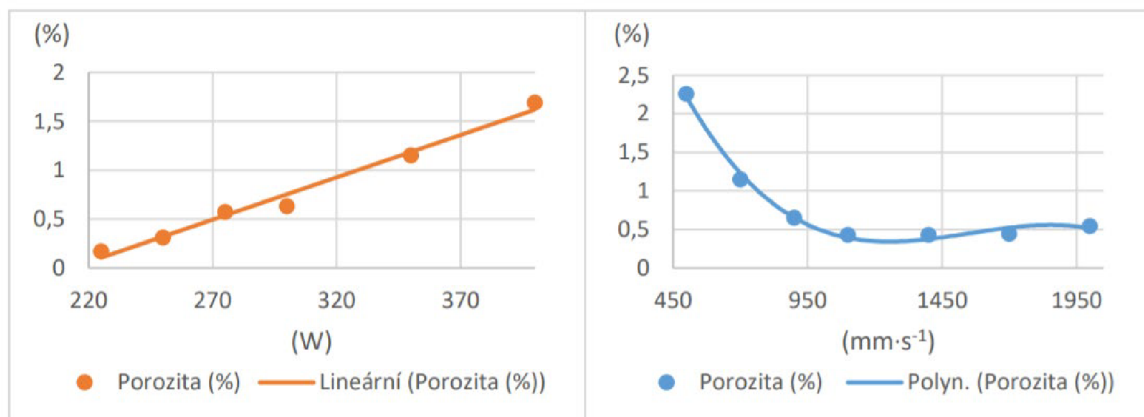 (%)
2
1,5
1
0,5
0
220 270 320 370
(W)
Porozita (%) Lineární (Porozita (%))
(%)
2,5
2
1,5
1
0,5
0
450 950 1450 1950
(mm·s⁻¹)
Porozita (%) Polyn. (Porozita (%))